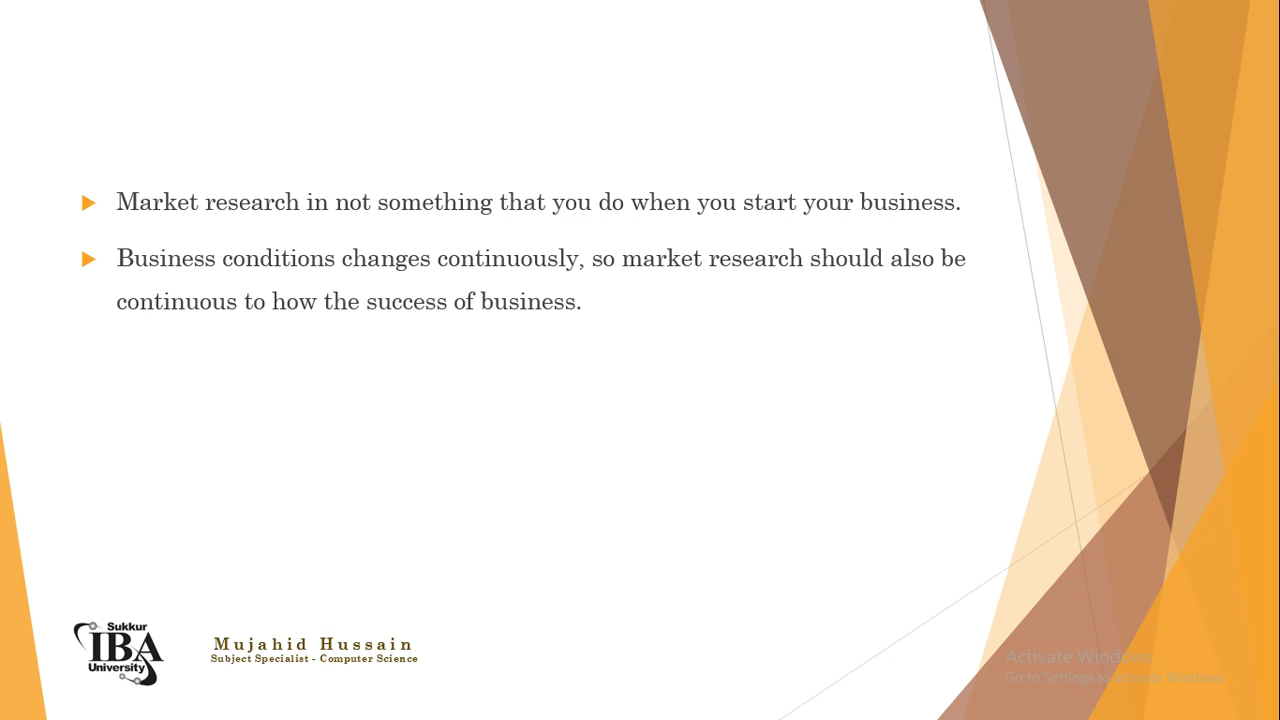 Market research in not something that you do when you start your business.
Business conditions changes continuously, so market research should also be
continuous to how the success of business.
Sukkur
IBA
University
Mujahid Hussain
Subject Specialist - Computer Science
Activate Windows
Go to Settings to activate Windows.